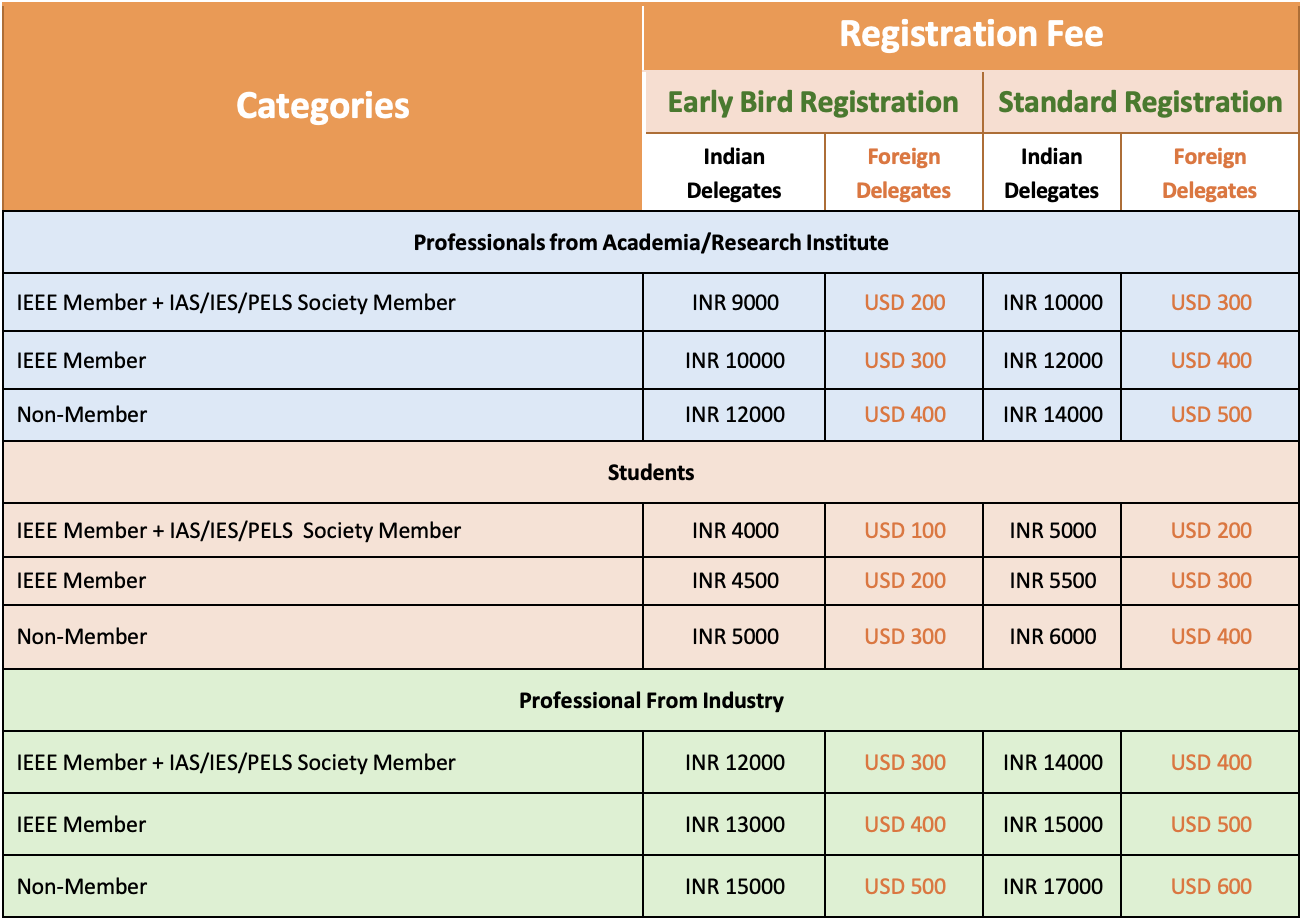 Categories
Registration Fee
Early Bird Registration
Standard Registration
Indian Delegates
Foreign Delegates
Indian Delegates
Foreign Delegates
Professionals from Academia/Research Institute
IEEE Member + IAS/IES/PELS Society Member INR 9000 USD 200 INR 10000 USD 300
IEEE Member INR 10000 USD 300 INR 12000 USD 400
Non-Member INR 12000 USD 400 INR 14000 USD 500
Students
IEEE Member + IAS/IES/PELS  Society Member INR 4000 USD 100 INR 5000 USD 200
IEEE Member INR 4500 USD 200 INR 5500 USD 300
Non-Member INR 5000 USD 300 INR 6000 USD 400
Professional From Industry
IEEE Member + IAS/IES/PELS Society Member INR 12000 USD 300 INR 14000 USD 400
IEEE Member INR 13000 USD 400 INR 15000 USD 500
Non-Member INR 15000 USD 500 INR 17000 USD 600